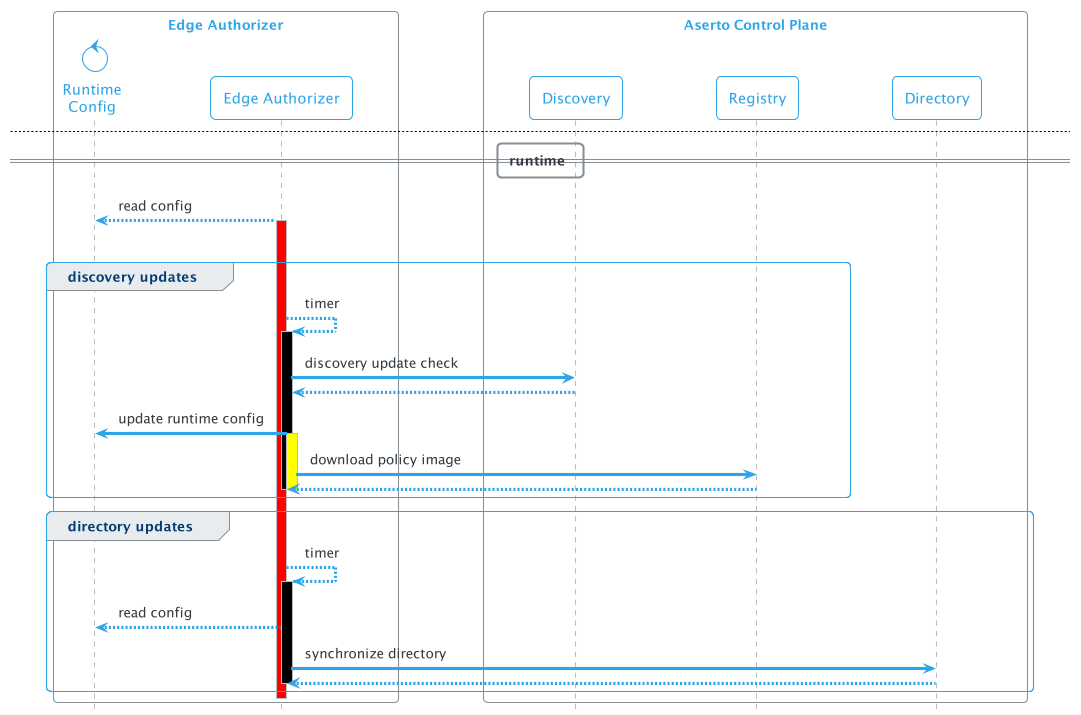 Edge Authorizer
Aserto Control Plane
Runtime
Config
Edge Authorizer
Discovery
Registry
Directory
runtime
read config
discovery updates
timer
discovery update check
update runtime config
download policy image
directory updates
timer
read config
synchronize directory